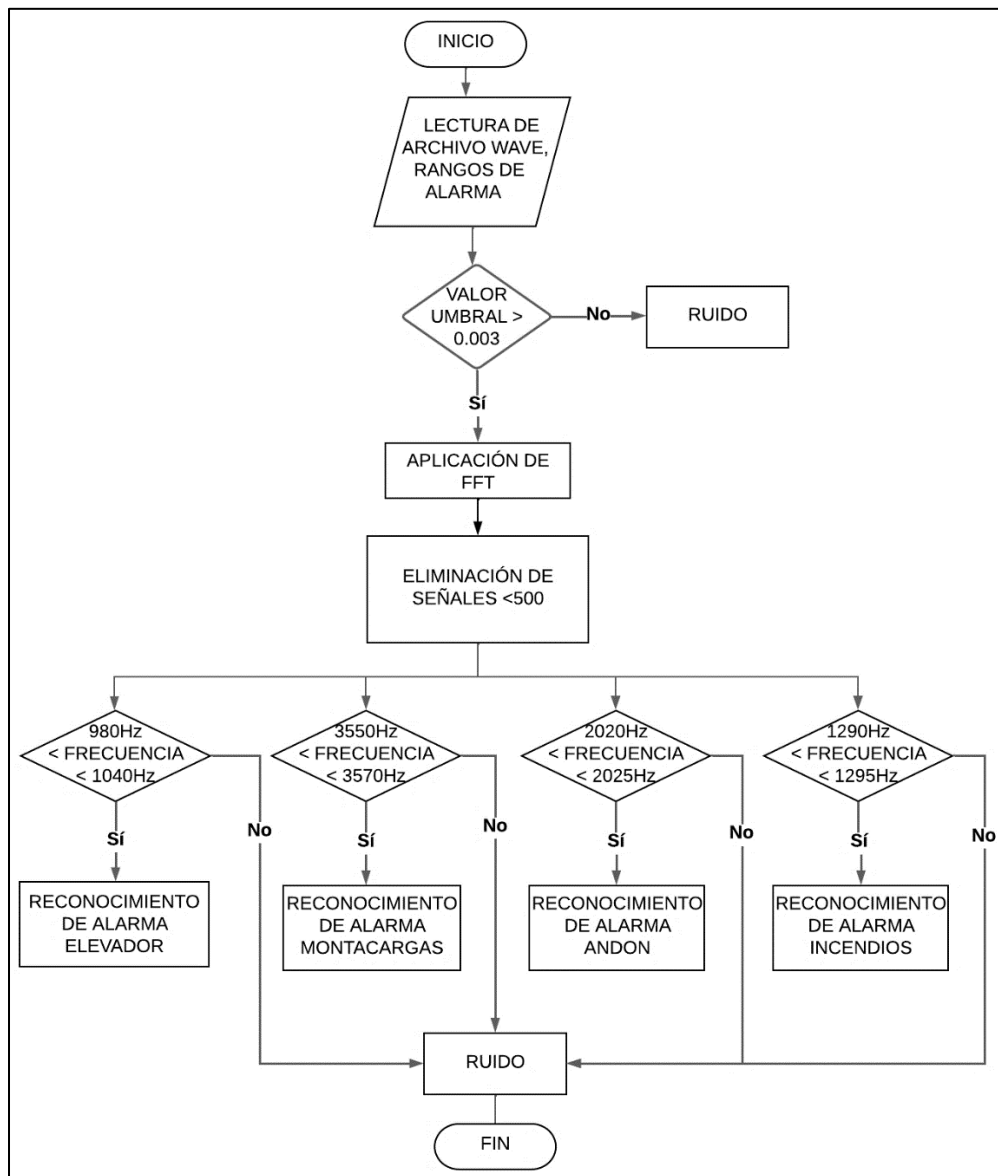 INICIO
LECTURA DE
ARCHIVO WAVE,
RANGOS DE
ALARMA
VALOR
UMBRAL >
0.003
No
RUIDO
Sí
APLICACIÓN DE
FFT
ELIMINACIÓN DE
SEÑALES <500
980Hz
< FRECUENCIA
< 1040Hz
3550Hz
< FRECUENCIA
< 3570Hz
2020Hz
< FRECUENCIA
< 2025Hz
1290Hz
< FRECUENCIA
< 1295Hz
Sí
No
Sí
No
Sí
No
Sí
No
RECONOCIMIENTO
DE ALARMA
ELEVADOR
RECONOCIMIENTO
DE ALARMA
MONTACARGAS
RECONOCIMIENTO
DE ALARMA
ANDON
RECONOCIMIENTO
DE ALARMA
INCENDIOS
RUIDO
FIN